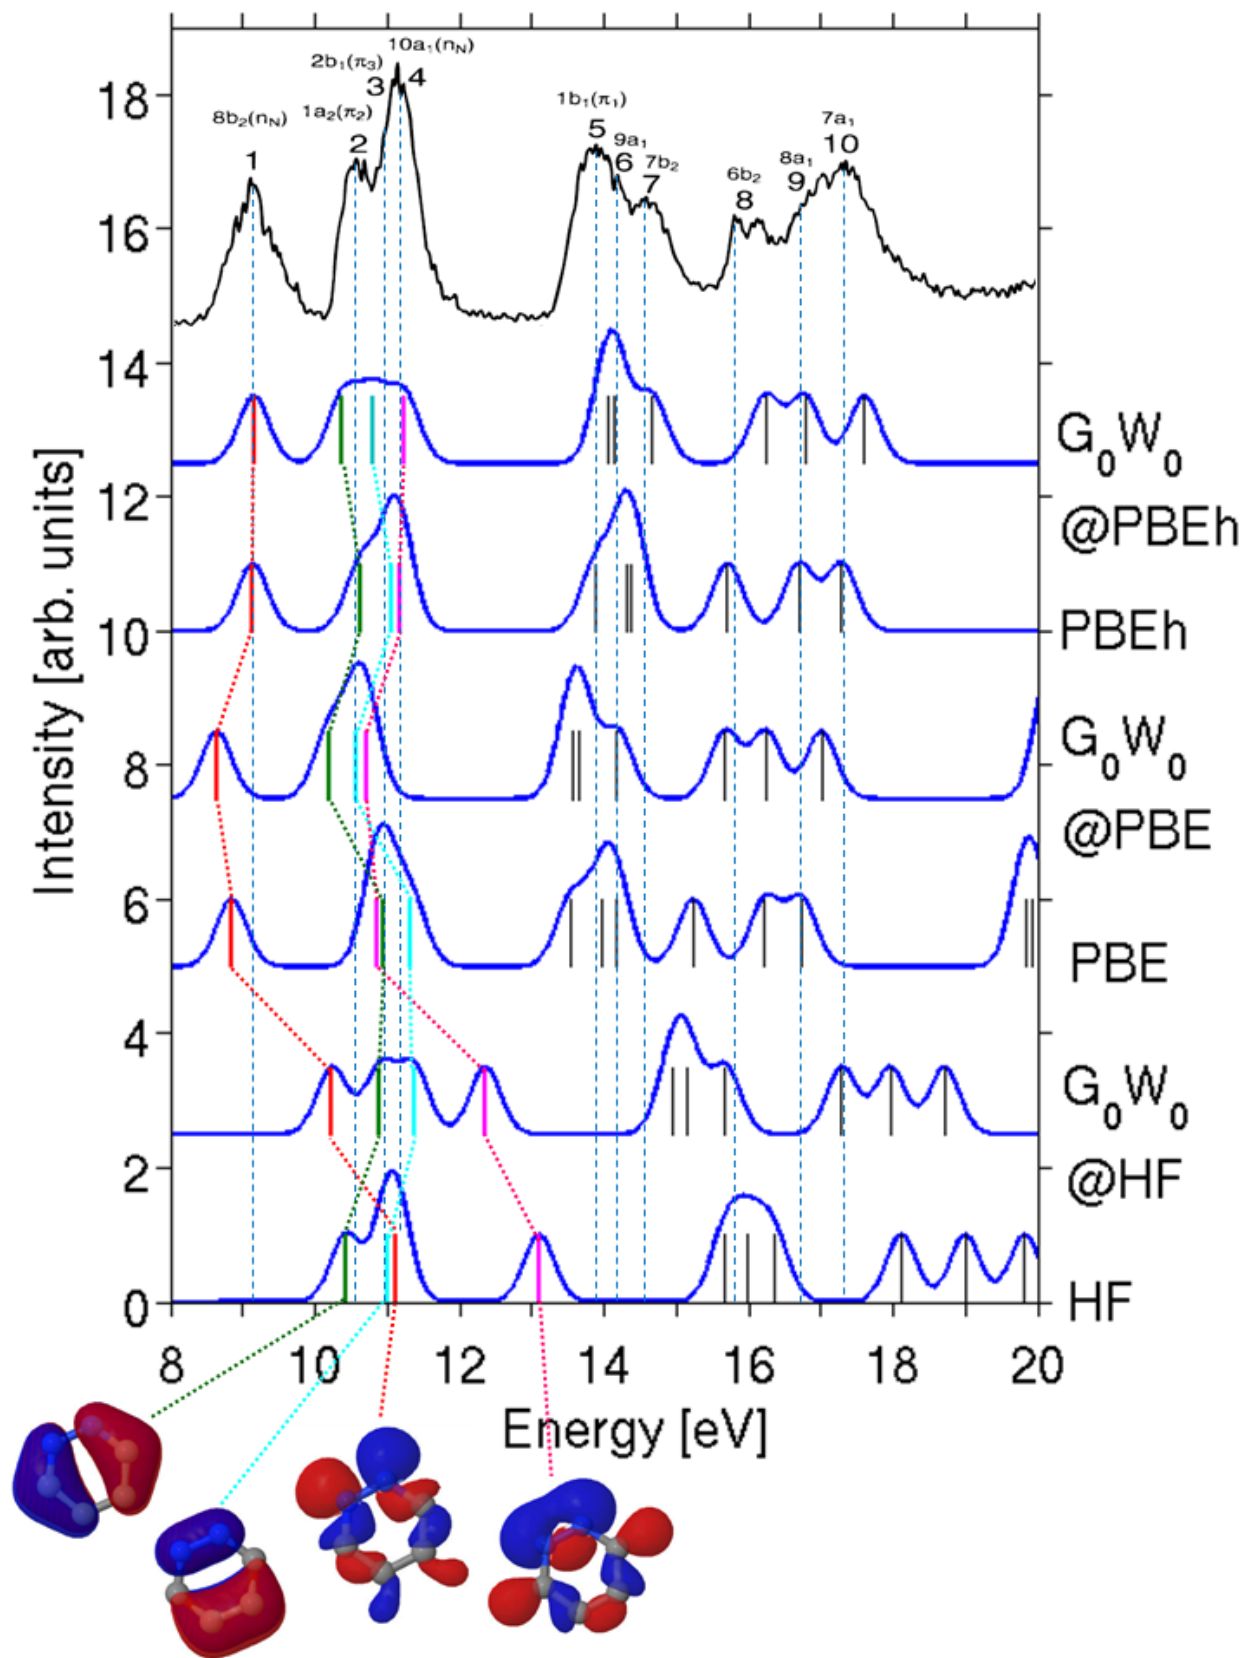 10a₁(n_N)
2b₁(π₃)
3 4
1a₂(π₂)
8b₂(n_N)
2
1
1b₁(π₁)
5
9a₁
6
7b₂
7
6b₂
8
8a₁
9
7a₁
10
18
16
14
12
10
8
6
4
2
0
Intensity [arb. units]
G₀W₀
@PBEh
PBEh
G₀W₀
@PBE
PBE
G₀W₀
@HF
HF
8 10 12 14 16 18 20
Energy [eV]